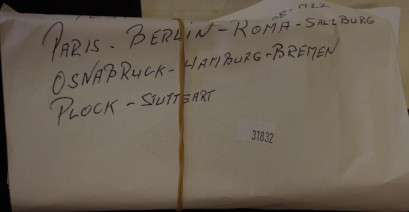 PARIS - BERLIN - ROMA - SALZBURG
OSNABRUCK - HAMBURG - BREMEN
PLOCK - STUTTGART
31832